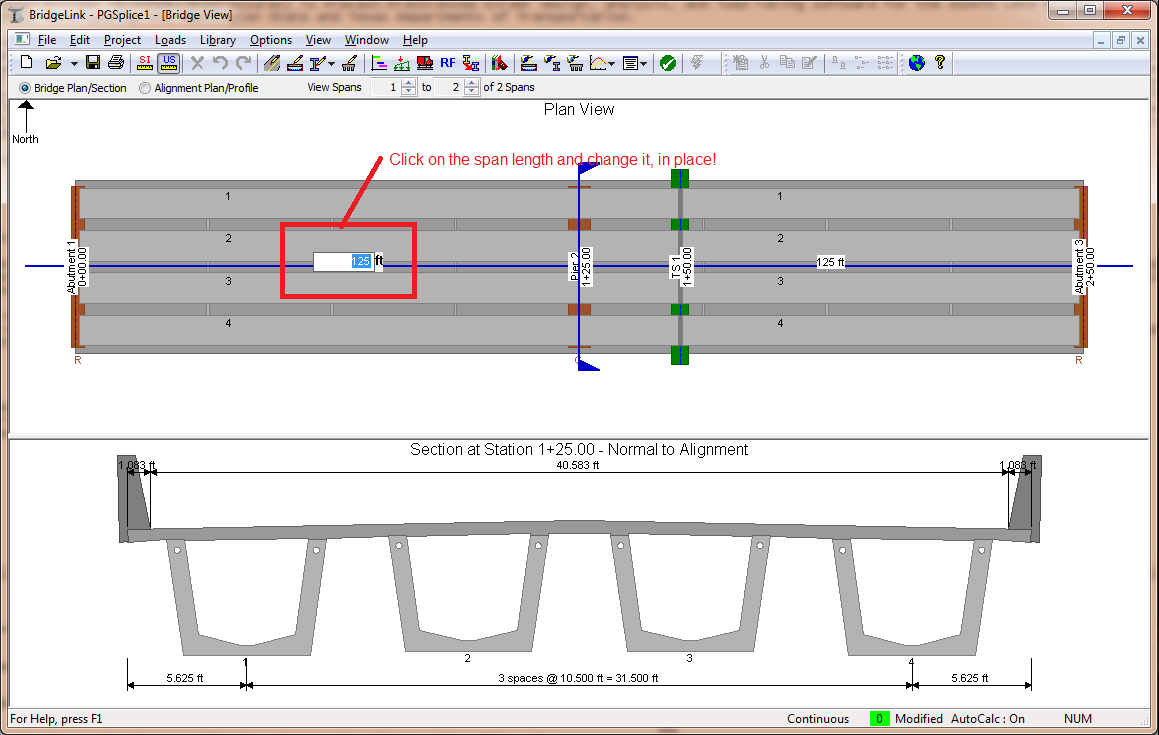 BridgeLink - PGSplice1 - [Bridge View]
File Edit Project Loads Library Options View Window Help
SI US RF
Bridge Plan/Section Alignment Plan/Profile View Spans 1 to 2 of 2 Spans
Plan View
North
Click on the span length and change it, in place!
1 1
2 2
Abutment 1
0+00.00
125 ft
Pier 2
1+25.00
TS 1
1+50.00
125 ft
Abutment 3
2+50.00
3 3
4 4
R C R
Section at Station 1+25.00 - Normal to Alignment
1.083 ft 40.583 ft 1.083 ft
1 2 3 4
5.625 ft 3 spaces @ 10.500 ft = 31.500 ft 5.625 ft
For Help, press F1 Continuous 0 Modified AutoCalc : On NUM